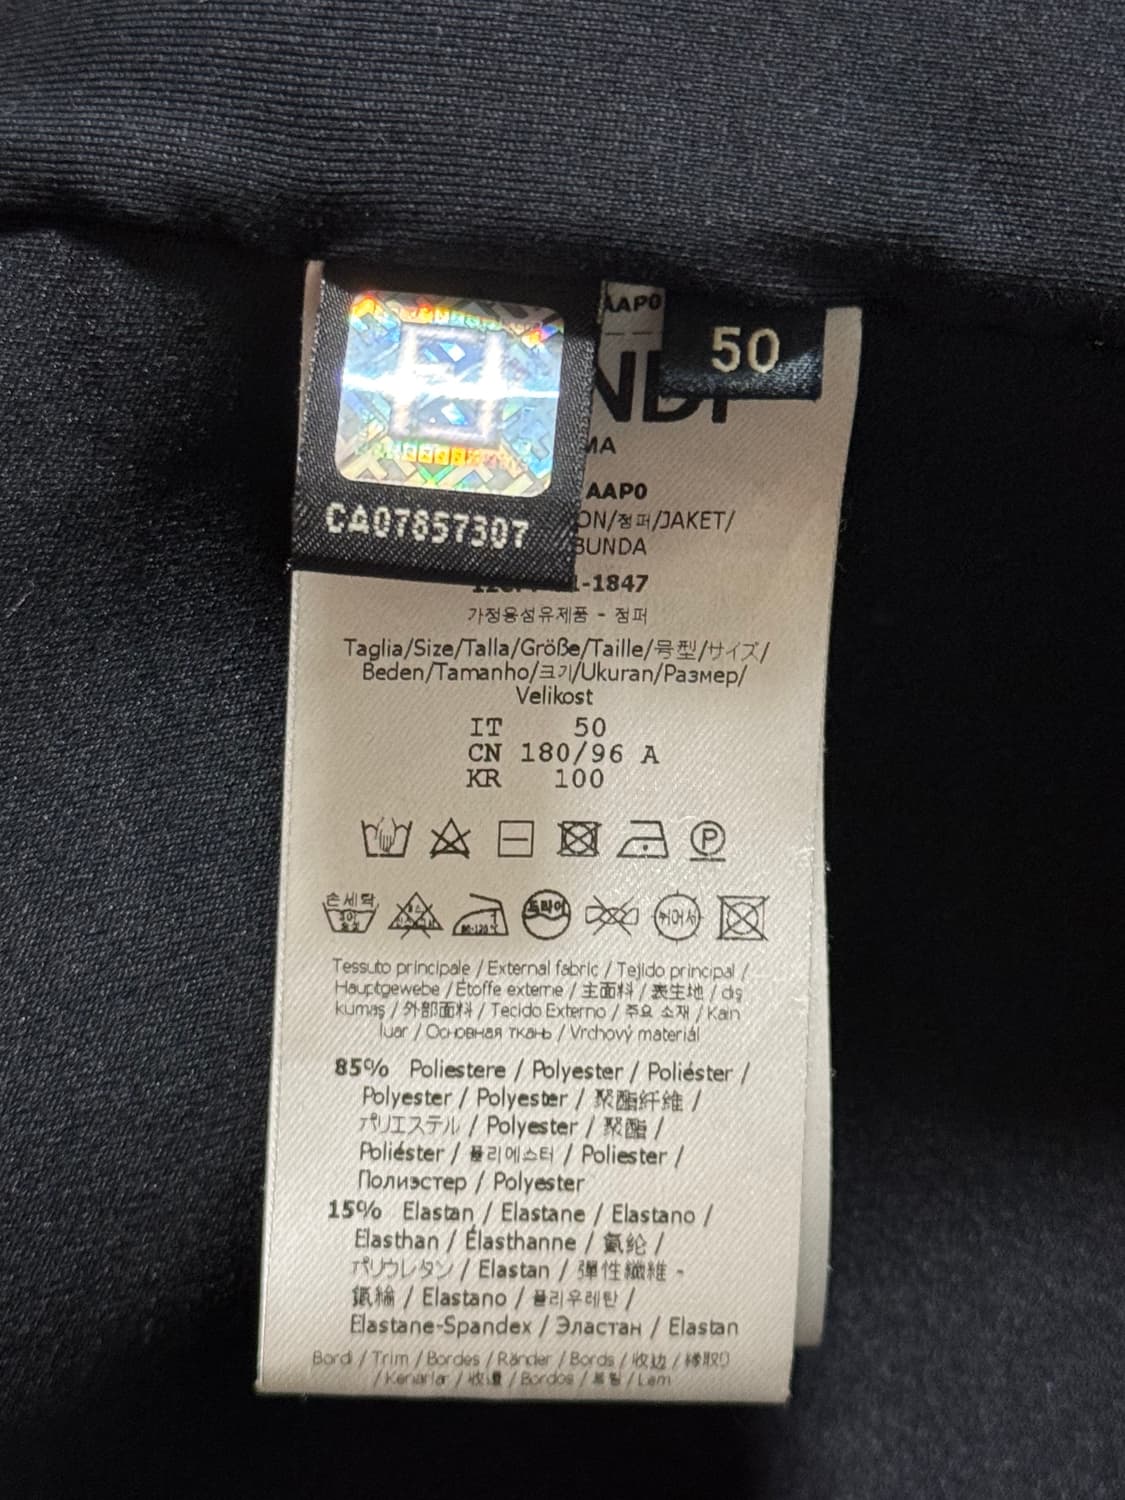 AAP0
50
NDI
CA07857307
MA
AAP0
ON/점퍼/JAKET/
BUNDA
1-1847
가정용섬유제품 - 점퍼
Taglia/Size/Talla/Größe/Taille/号型/サイズ/
Beden/Tamanho/크기/Ukuran/Размер/
Velikost
IT 50
CN 180/96 A
KR 100
P
손세탁
드라이
80-120℃
Tessuto principale / External fabric / Tejido principal /
Hauptgewebe / Étoffe externe / 主面料 / 表生地 / dış
kumaş / 外部面料 / Tecido Externo / 주요 소재 / Kain
luar / Основная ткань / Vrchový materiál
85% Poliestere / Polyester / Poliéster /
Polyester / Polyester / 聚酯纤维 /
ポリエステル / Polyester / 聚酯 /
Poliéster / 폴리에스터 / Poliester /
Полиэстер / Polyester
15% Elastan / Elastane / Elastano /
Elasthan / Élasthanne / 氨纶 /
ポリウレタン / Elastan / 彈性纖維 -
氨綸 / Elastano / 폴리우레탄 /
Elastane-Spandex / Эластан / Elastan
Bordi / Trim / Bordes / Ränder / Bords / 收边 / 縁取り
/ Kenarlar / 收邊 / Bordos / / Lem